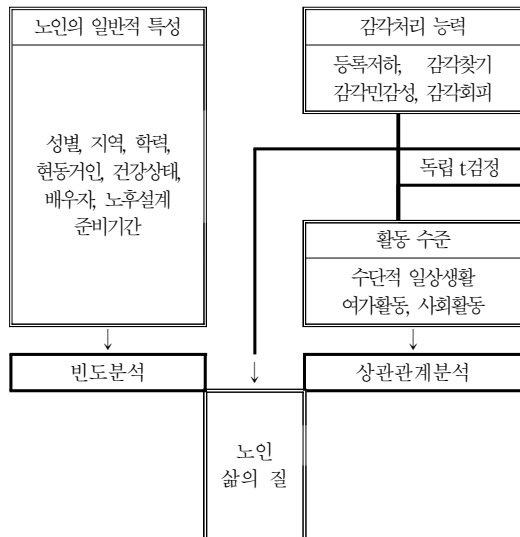 노인의 일반적 특성
성별, 지역, 학력,
현동거인, 건강상태,
배우자, 노후설계
준비기간
빈도분석
감각처리 능력
등록저하, 감각찾기
감각민감성, 감각회피
독립 t검정
활동 수준
수단적 일상생활
여가활동, 사회활동
상관관계분석
노인
삶의 질